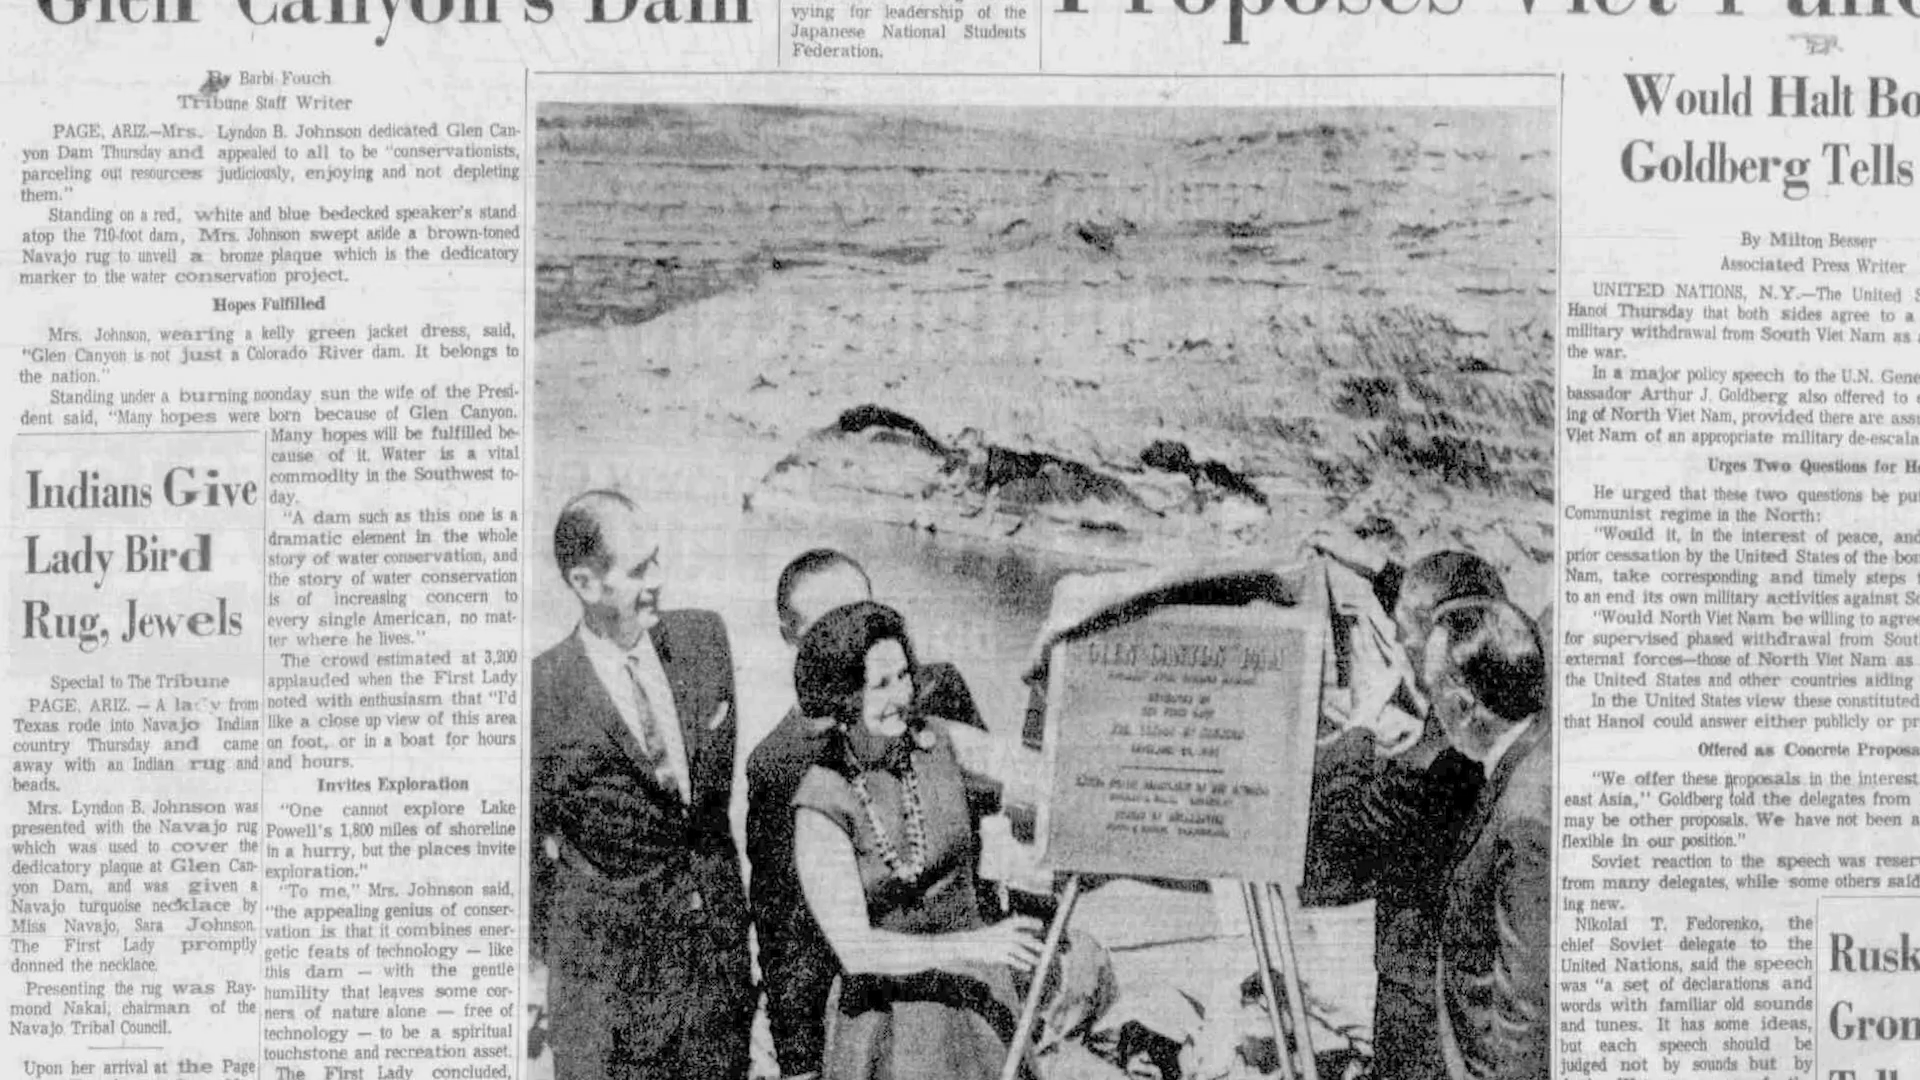 Glen Canyon's Dam
By Barbi Fouch
Tribune Staff Writer
PAGE, ARIZ.—Mrs. Lyndon B. Johnson dedicated Glen Can-
yon Dam Thursday and appealed to all to be "conservationists,
parceling out resources judiciously, enjoying and not depleting
them."
Standing on a red, white and blue bedecked speaker's stand
atop the 710-foot dam, Mrs. Johnson swept aside a brown-toned
Navajo rug to unveil a bronze plaque which is the dedicatory
marker to the water conservation project.
Hopes Fulfilled
Mrs. Johnson, wearing a kelly green jacket dress, said,
"Glen Canyon is not just a Colorado River dam. It belongs to
the nation."
Standing under a burning noonday sun the wife of the Presi-
dent said, "Many hopes were born because of Glen Canyon.
Many hopes will be fulfilled be-
cause of it. Water is a vital
commodity in the Southwest to-
day.
"A dam such as this one is a
dramatic element in the whole
story of water conservation, and
the story of water conservation
is of increasing concern to
every single American, no mat-
ter where he lives."
The crowd estimated at 3,200
applauded when the First Lady
noted with enthusiasm that "I'd
like a close up view of this area
on foot, or in a boat for hours
and hours.
Invites Exploration
"One cannot explore Lake
Powell's 1,800 miles of shoreline
in a hurry, but the places invite
exploration."
"To me," Mrs. Johnson said,
"the appealing genius of conser-
vation is that it combines ener-
getic feats of technology — like
this dam — with the gentle
humility that leaves some cor-
ners of nature alone — free of
technology — to be a spiritual
touchstone and recreation asset.
The First Lady concluded,
Indians Give
Lady Bird
Rug, Jewels
Special to The Tribune
PAGE, ARIZ. — A lady from
Texas rode into Navajo Indian
country Thursday and came
away with an Indian rug and
beads.
Mrs. Lyndon B. Johnson was
presented with the Navajo rug
which was used to cover the
dedicatory plaque at Glen Can-
yon Dam, and was given a
Navajo turquoise necklace by
Miss Navajo, Sara Johnson.
The First Lady promptly
donned the necklace.
Presenting the rug was Ray-
mond Nakai, chairman of the
Navajo Tribal Council.
Upon her arrival at the Page
vying for leadership of the
Japanese National Students
Federation.
GLEN CANYON DAM
Proposes Viet
Would Halt Bo
Goldberg Tells
By Milton Besser
Associated Press Writer
UNITED NATIONS, N.Y.—The United S
Hanoi Thursday that both sides agree to a
military withdrawal from South Viet Nam as
the war.
In a major policy speech to the U.N. Gene
bassador Arthur J. Goldberg also offered to
ing of North Viet Nam, provided there are assu
Viet Nam of an appropriate military de-escala
Urges Two Questions for H
He urged that these two questions be pu
Communist regime in the North:
"Would it, in the interest of peace, and
prior cessation by the United States of the bo
Nam, take corresponding and timely steps
to an end its own military activities against S
"Would North Viet Nam be willing to agree
for supervised phased withdrawal from Sout
external forces—those of North Viet Nam as
the United States and other countries aiding
In the United States view these constituted
that Hanoi could answer either publicly or pr
Offered as Concrete Proposa
"We offer these proposals in the interest
east Asia," Goldberg told the delegates from
may be other proposals. We have not been a
flexible in our position."
Soviet reaction to the speech was reser
from many delegates, while some others said
ing new.
Nikolai T. Fedorenko, the
chief Soviet delegate to the
United Nations, said the speech
was "a set of declarations and
words with familiar old sounds
and tunes. It has some ideas,
but each speech should be
judged not by sounds but by
Rusk
Gron